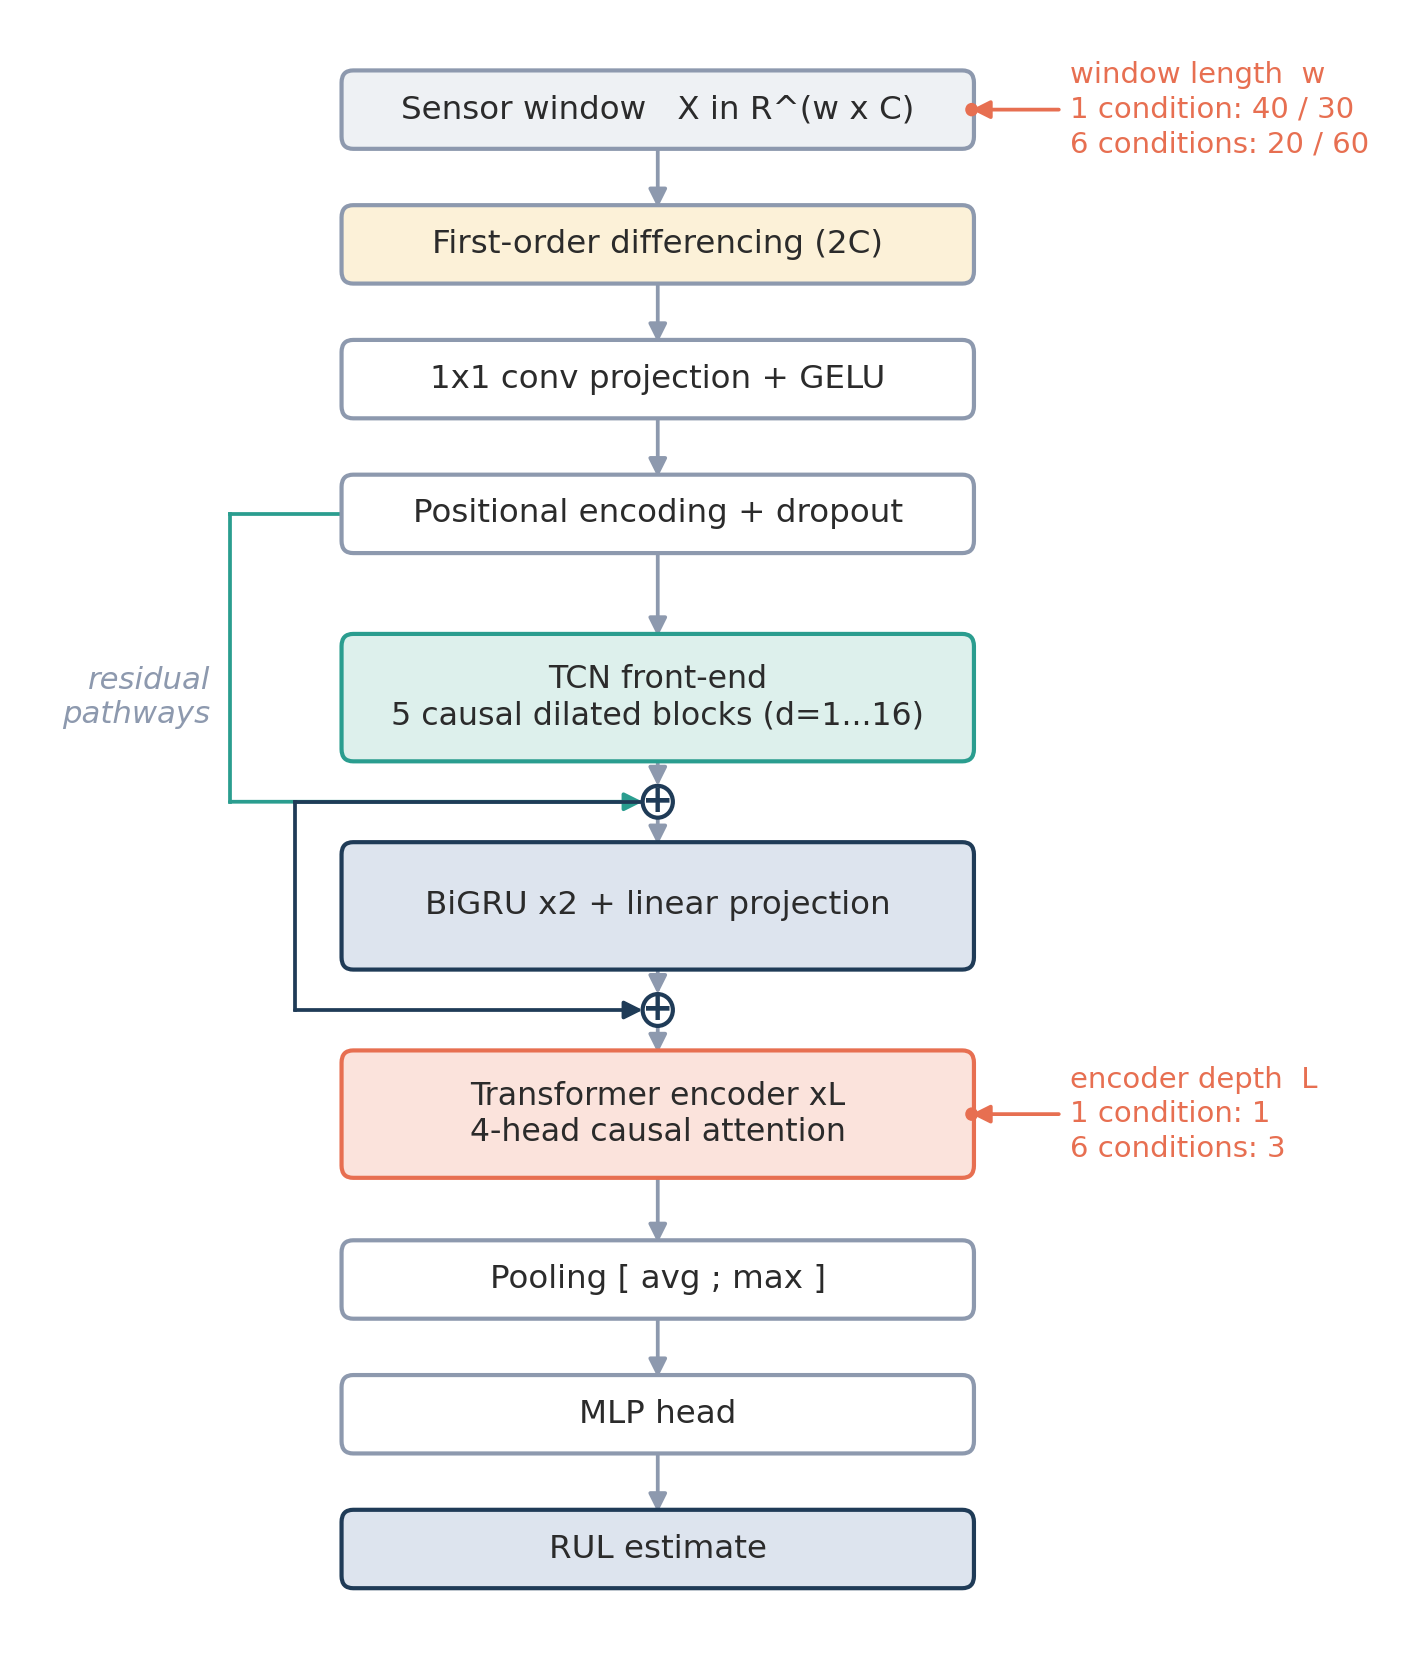 Sensor window   X in R^(w x C)
window length  w
1 condition: 40 / 30
6 conditions: 20 / 60
First-order differencing (2C)
1x1 conv projection + GELU
Positional encoding + dropout
residual
pathways
TCN front-end
5 causal dilated blocks (d=1...16)
BiGRU x2 + linear projection
Transformer encoder xL
4-head causal attention
encoder depth  L
1 condition: 1
6 conditions: 3
Pooling [ avg ; max ]
MLP head
RUL estimate